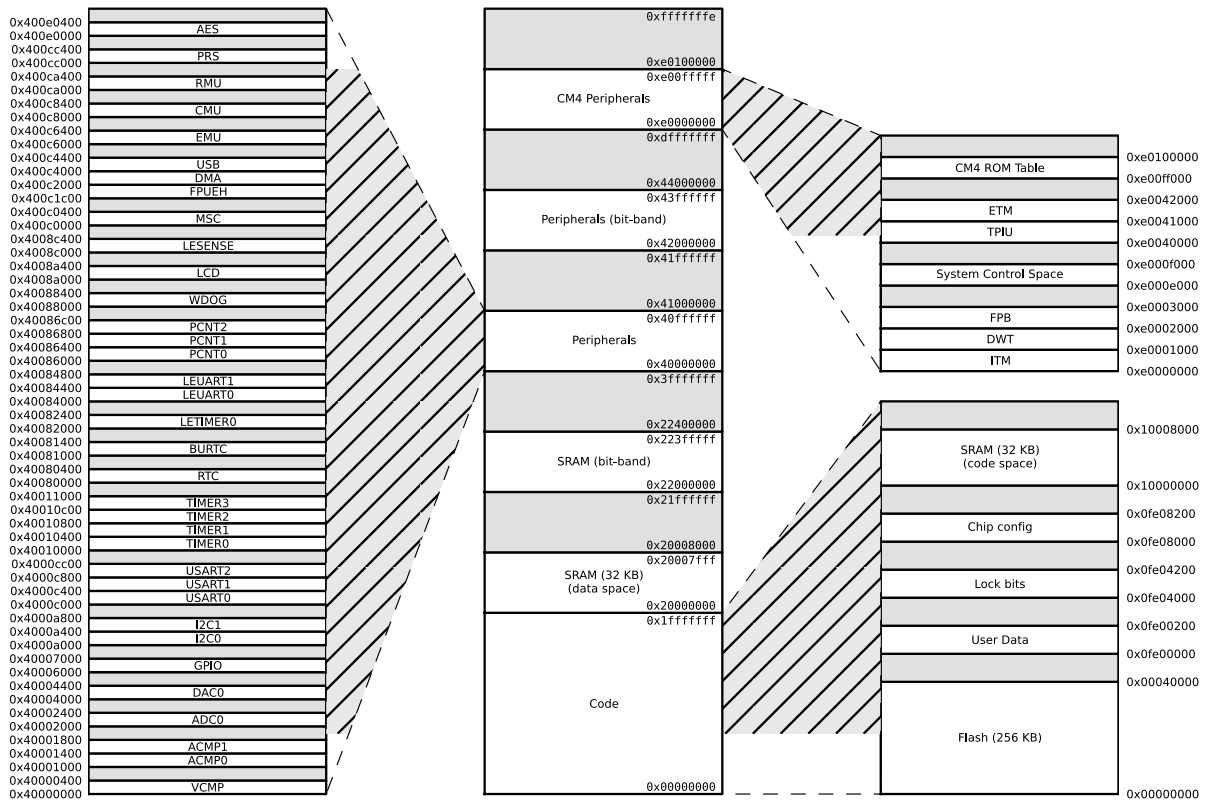 0x400e0400
AES
0x400e0000
0x400cc400
PRS
0x400cc000
0x400ca400
RMU
0x400ca000
0x400c8400
CMU
0x400c8000
0x400c6400
EMU
0x400c6000
0x400c4400
USB
0x400c4000
DMA
0x400c2000
FPUEH
0x400c1c00
0x400c0400
MSC
0x400c0000
0x4008c400
LESENSE
0x4008c000
0x4008a400
LCD
0x4008a000
0x40088400
WDOG
0x40088000
0x40086c00
PCNT2
0x40086800
PCNT1
0x40086400
PCNT0
0x40086000
0x40084800
LEUART1
0x40084400
LEUART0
0x40084000
0x40082400
LETIMER0
0x40082000
0x40081400
BURTC
0x40081000
0x40080400
RTC
0x40080000
0x40011000
TIMER3
0x40010c00
TIMER2
0x40010800
TIMER1
0x40010400
TIMER0
0x40010000
0x4000cc00
USART2
0x4000c800
USART1
0x4000c400
USART0
0x4000c000
0x4000a800
I2C1
0x4000a400
I2C0
0x4000a000
0x40007000
GPIO
0x40006000
0x40004400
DAC0
0x40004000
0x40002400
ADC0
0x40002000
0x40001800
ACMP1
0x40001400
ACMP0
0x40001000
0x40000400
VCMP
0x40000000
0xfffffffe
0xe0100000
0xe00fffff
CM4 Peripherals
0xe0000000
0xdfffffff
0x44000000
0x43ffffff
Peripherals (bit-band)
0x42000000
0x41ffffff
0x41000000
0x40ffffff
Peripherals
0x40000000
0x3fffffff
0x22400000
0x223fffff
SRAM (bit-band)
0x22000000
0x21ffffff
0x20008000
0x20007fff
SRAM (32 KB)
(data space)
0x20000000
0x1fffffff
Code
0x00000000
0xe0100000
CM4 ROM Table
0xe00ff000
0xe0042000
ETM
0xe0041000
TPIU
0xe0040000
0xe000f000
System Control Space
0xe000e000
0xe0003000
FPB
0xe0002000
DWT
0xe0001000
ITM
0xe0000000
0x10008000
SRAM (32 KB)
(code space)
0x10000000
0x0fe08200
Chip config
0x0fe08000
0x0fe04200
Lock bits
0x0fe04000
0x0fe00200
User Data
0x0fe00000
0x00040000
Flash (256 KB)
0x00000000